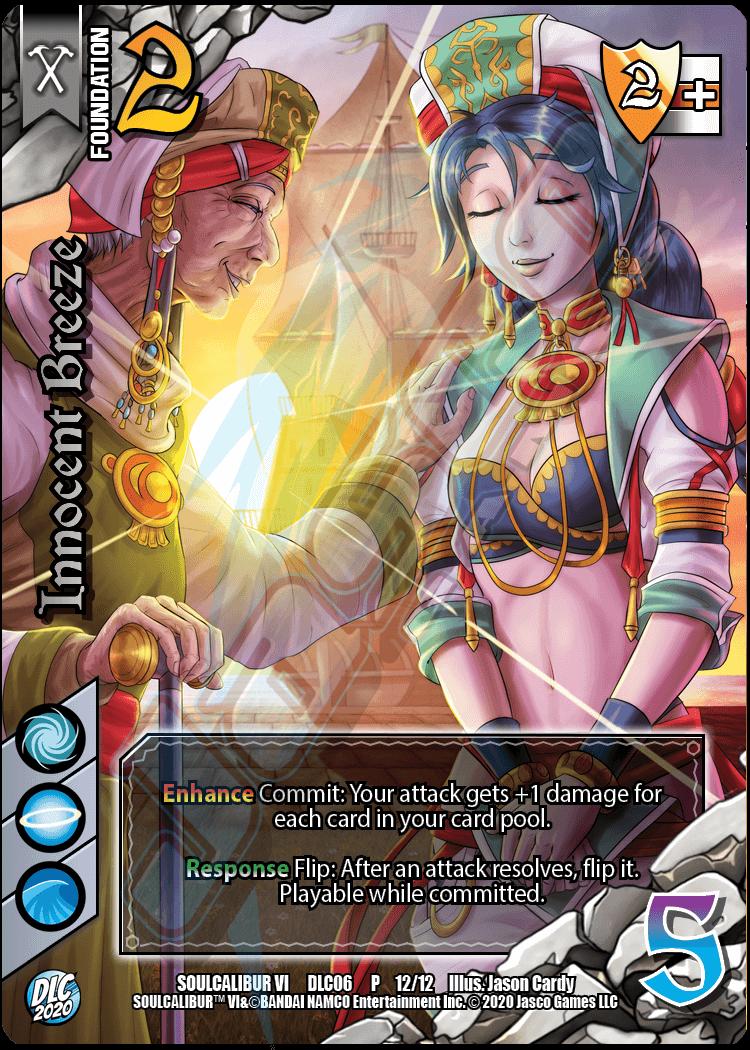 FOUNDATION
2
2
+
Innocent Breeze
Enhance Commit: Your attack gets +1 damage for
each card in your card pool.
Response Flip: After an attack resolves, flip it.
Playable while committed.
5
DLC
2020
SOULCALIBUR VI DLC06 P 12/12 Illus. Jason Cardy
SOULCALIBUR™ VI&©BANDAI NAMCO Entertainment Inc. © 2020 Jasco Games LLC